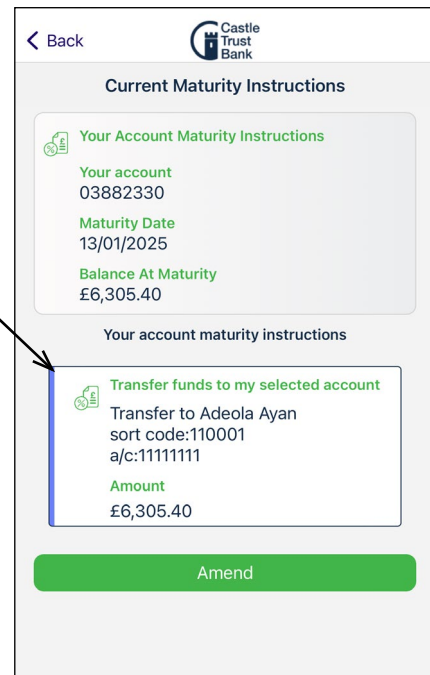 Back
Castle
Trust
Bank
Current Maturity Instructions
Your Account Maturity Instructions
Your account
03882330
Maturity Date
13/01/2025
Balance At Maturity
£6,305.40
Your account maturity instructions
Transfer funds to my selected account
Transfer to Adeola Ayan
sort code:110001
a/c:11111111
Amount
£6,305.40
Amend